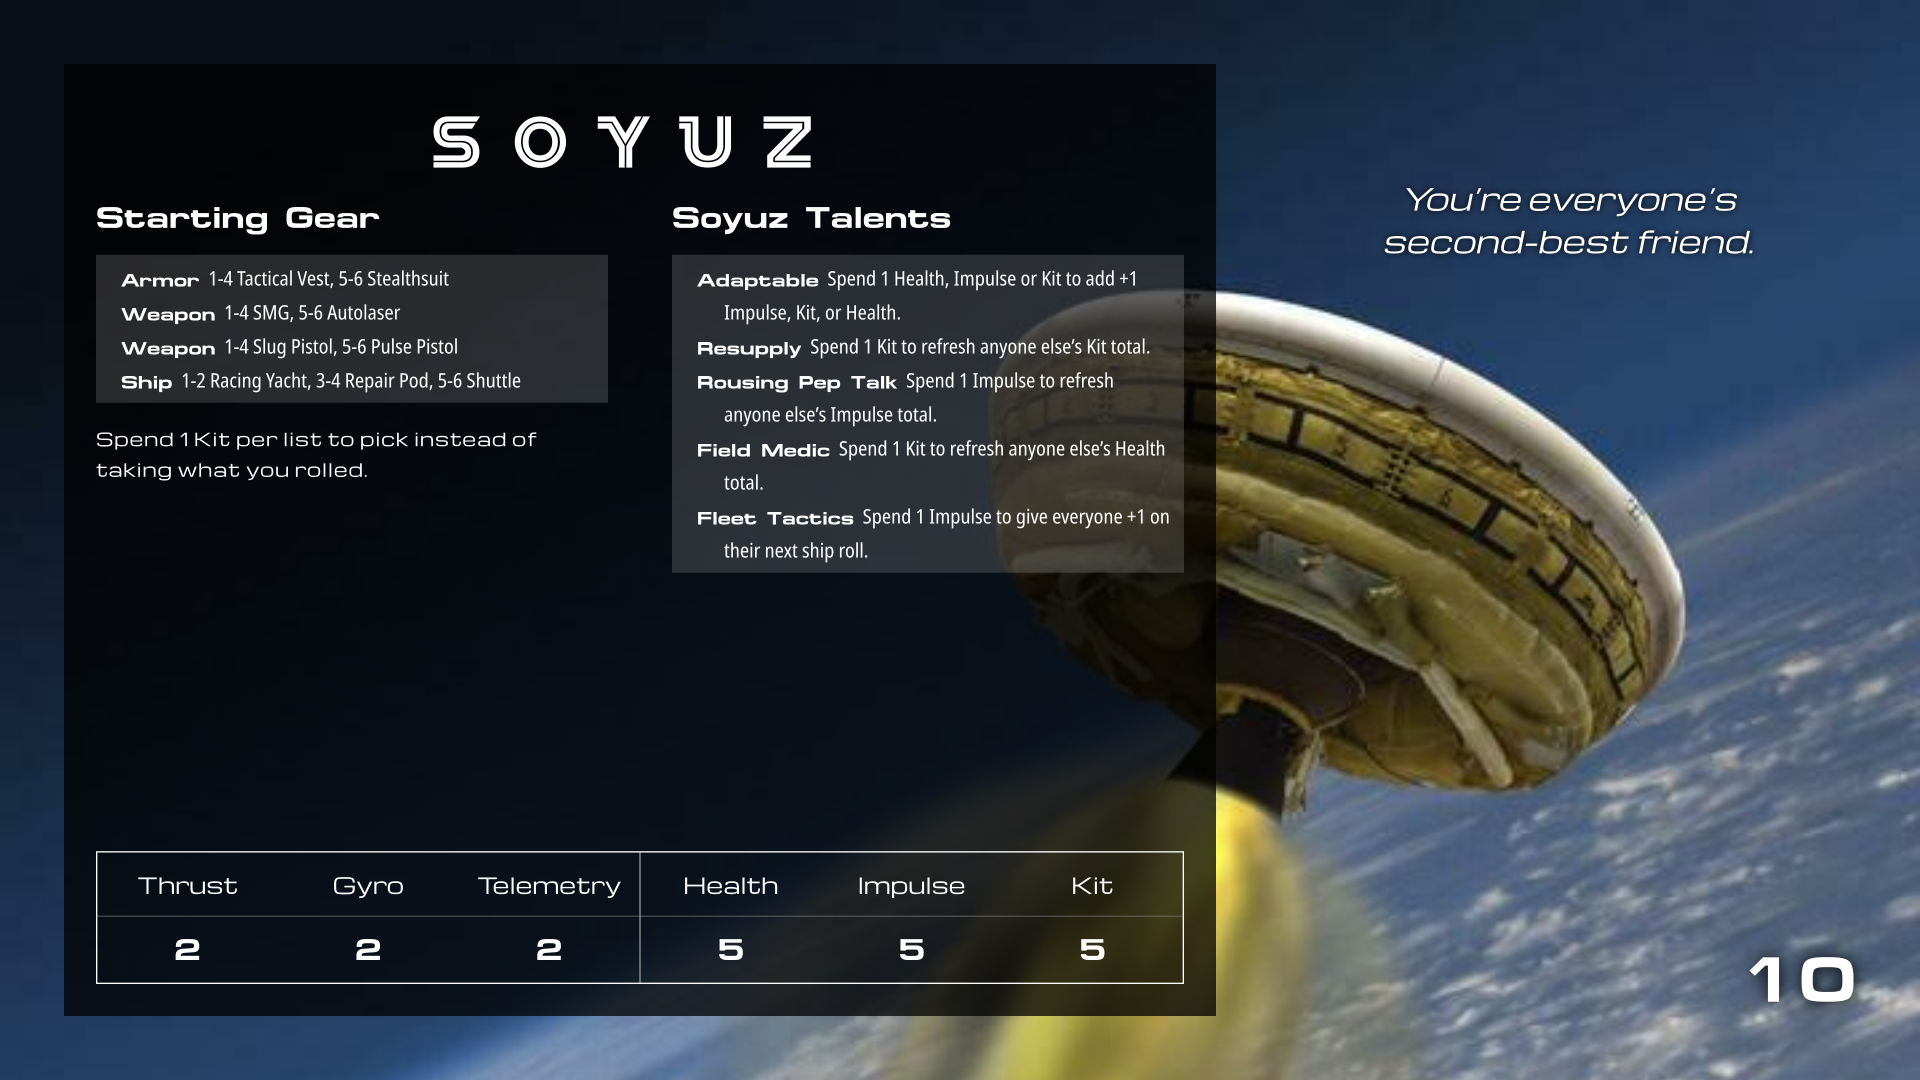 SOYUZ
Starting Gear
Armor 1-4 Tactical Vest, 5-6 Stealthsuit
Weapon 1-4 SMG, 5-6 Autolaser
Weapon 1-4 Slug Pistol, 5-6 Pulse Pistol
Ship 1-2 Racing Yacht, 3-4 Repair Pod, 5-6 Shuttle
Spend 1 Kit per list to pick instead of
taking what you rolled.
Soyuz Talents
Adaptable Spend 1 Health, Impulse or Kit to add +1
Impulse, Kit, or Health.
Resupply Spend 1 Kit to refresh anyone else’s Kit total.
Rousing Pep Talk Spend 1 Impulse to refresh
anyone else’s Impulse total.
Field Medic Spend 1 Kit to refresh anyone else’s Health
total.
Fleet Tactics Spend 1 Impulse to give everyone +1 on
their next ship roll.
Thrust Gyro Telemetry Health Impulse Kit
2 2 2 5 5 5
You’re everyone’s
second-best friend.
10